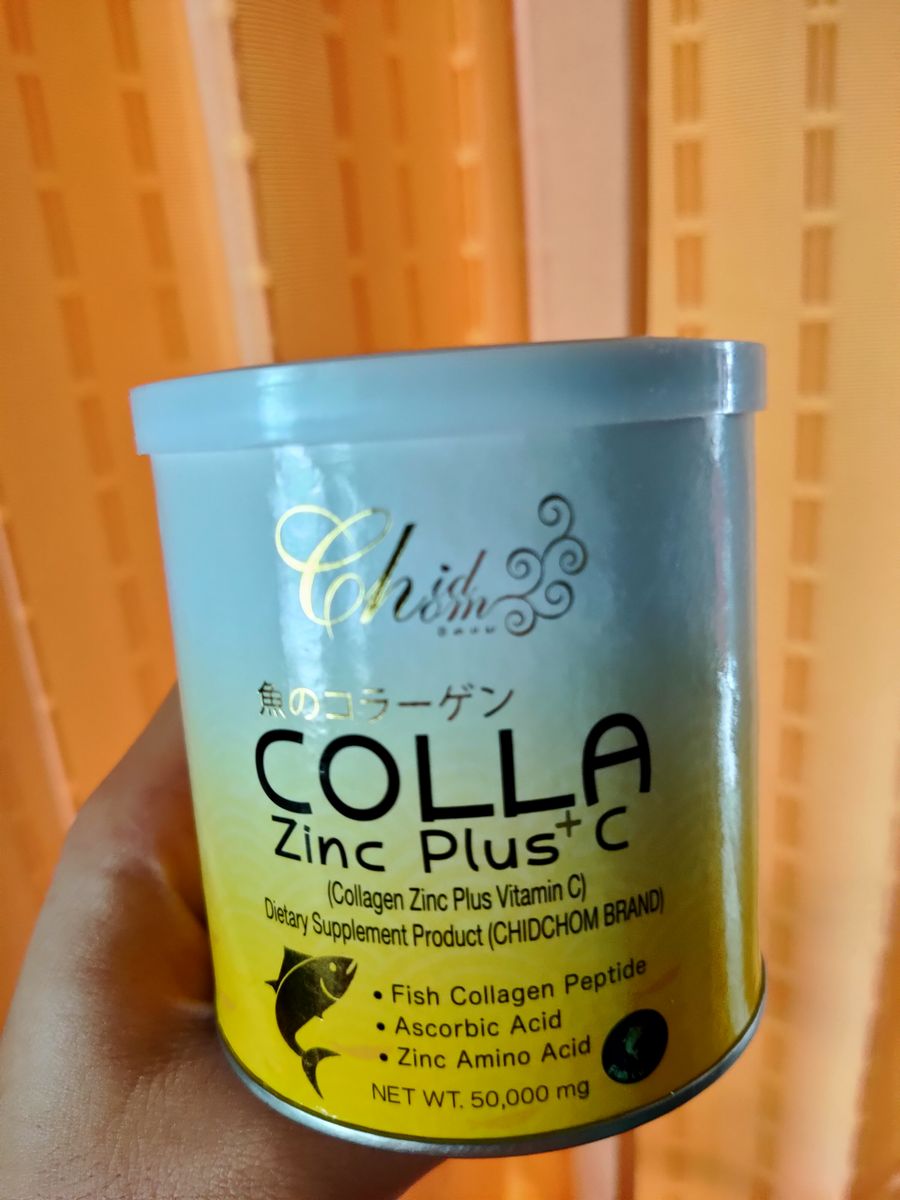 Chidchom
魚のコラーゲン
COLLA
Zinc Plus+ C
(Collagen Zinc Plus Vitamin C)
Dietary Supplement Product (CHIDCHOM BRAND)
• Fish Collagen Peptide
• Ascorbic Acid
• Zinc Amino Acid
Fish
NET WT. 50,000 mg